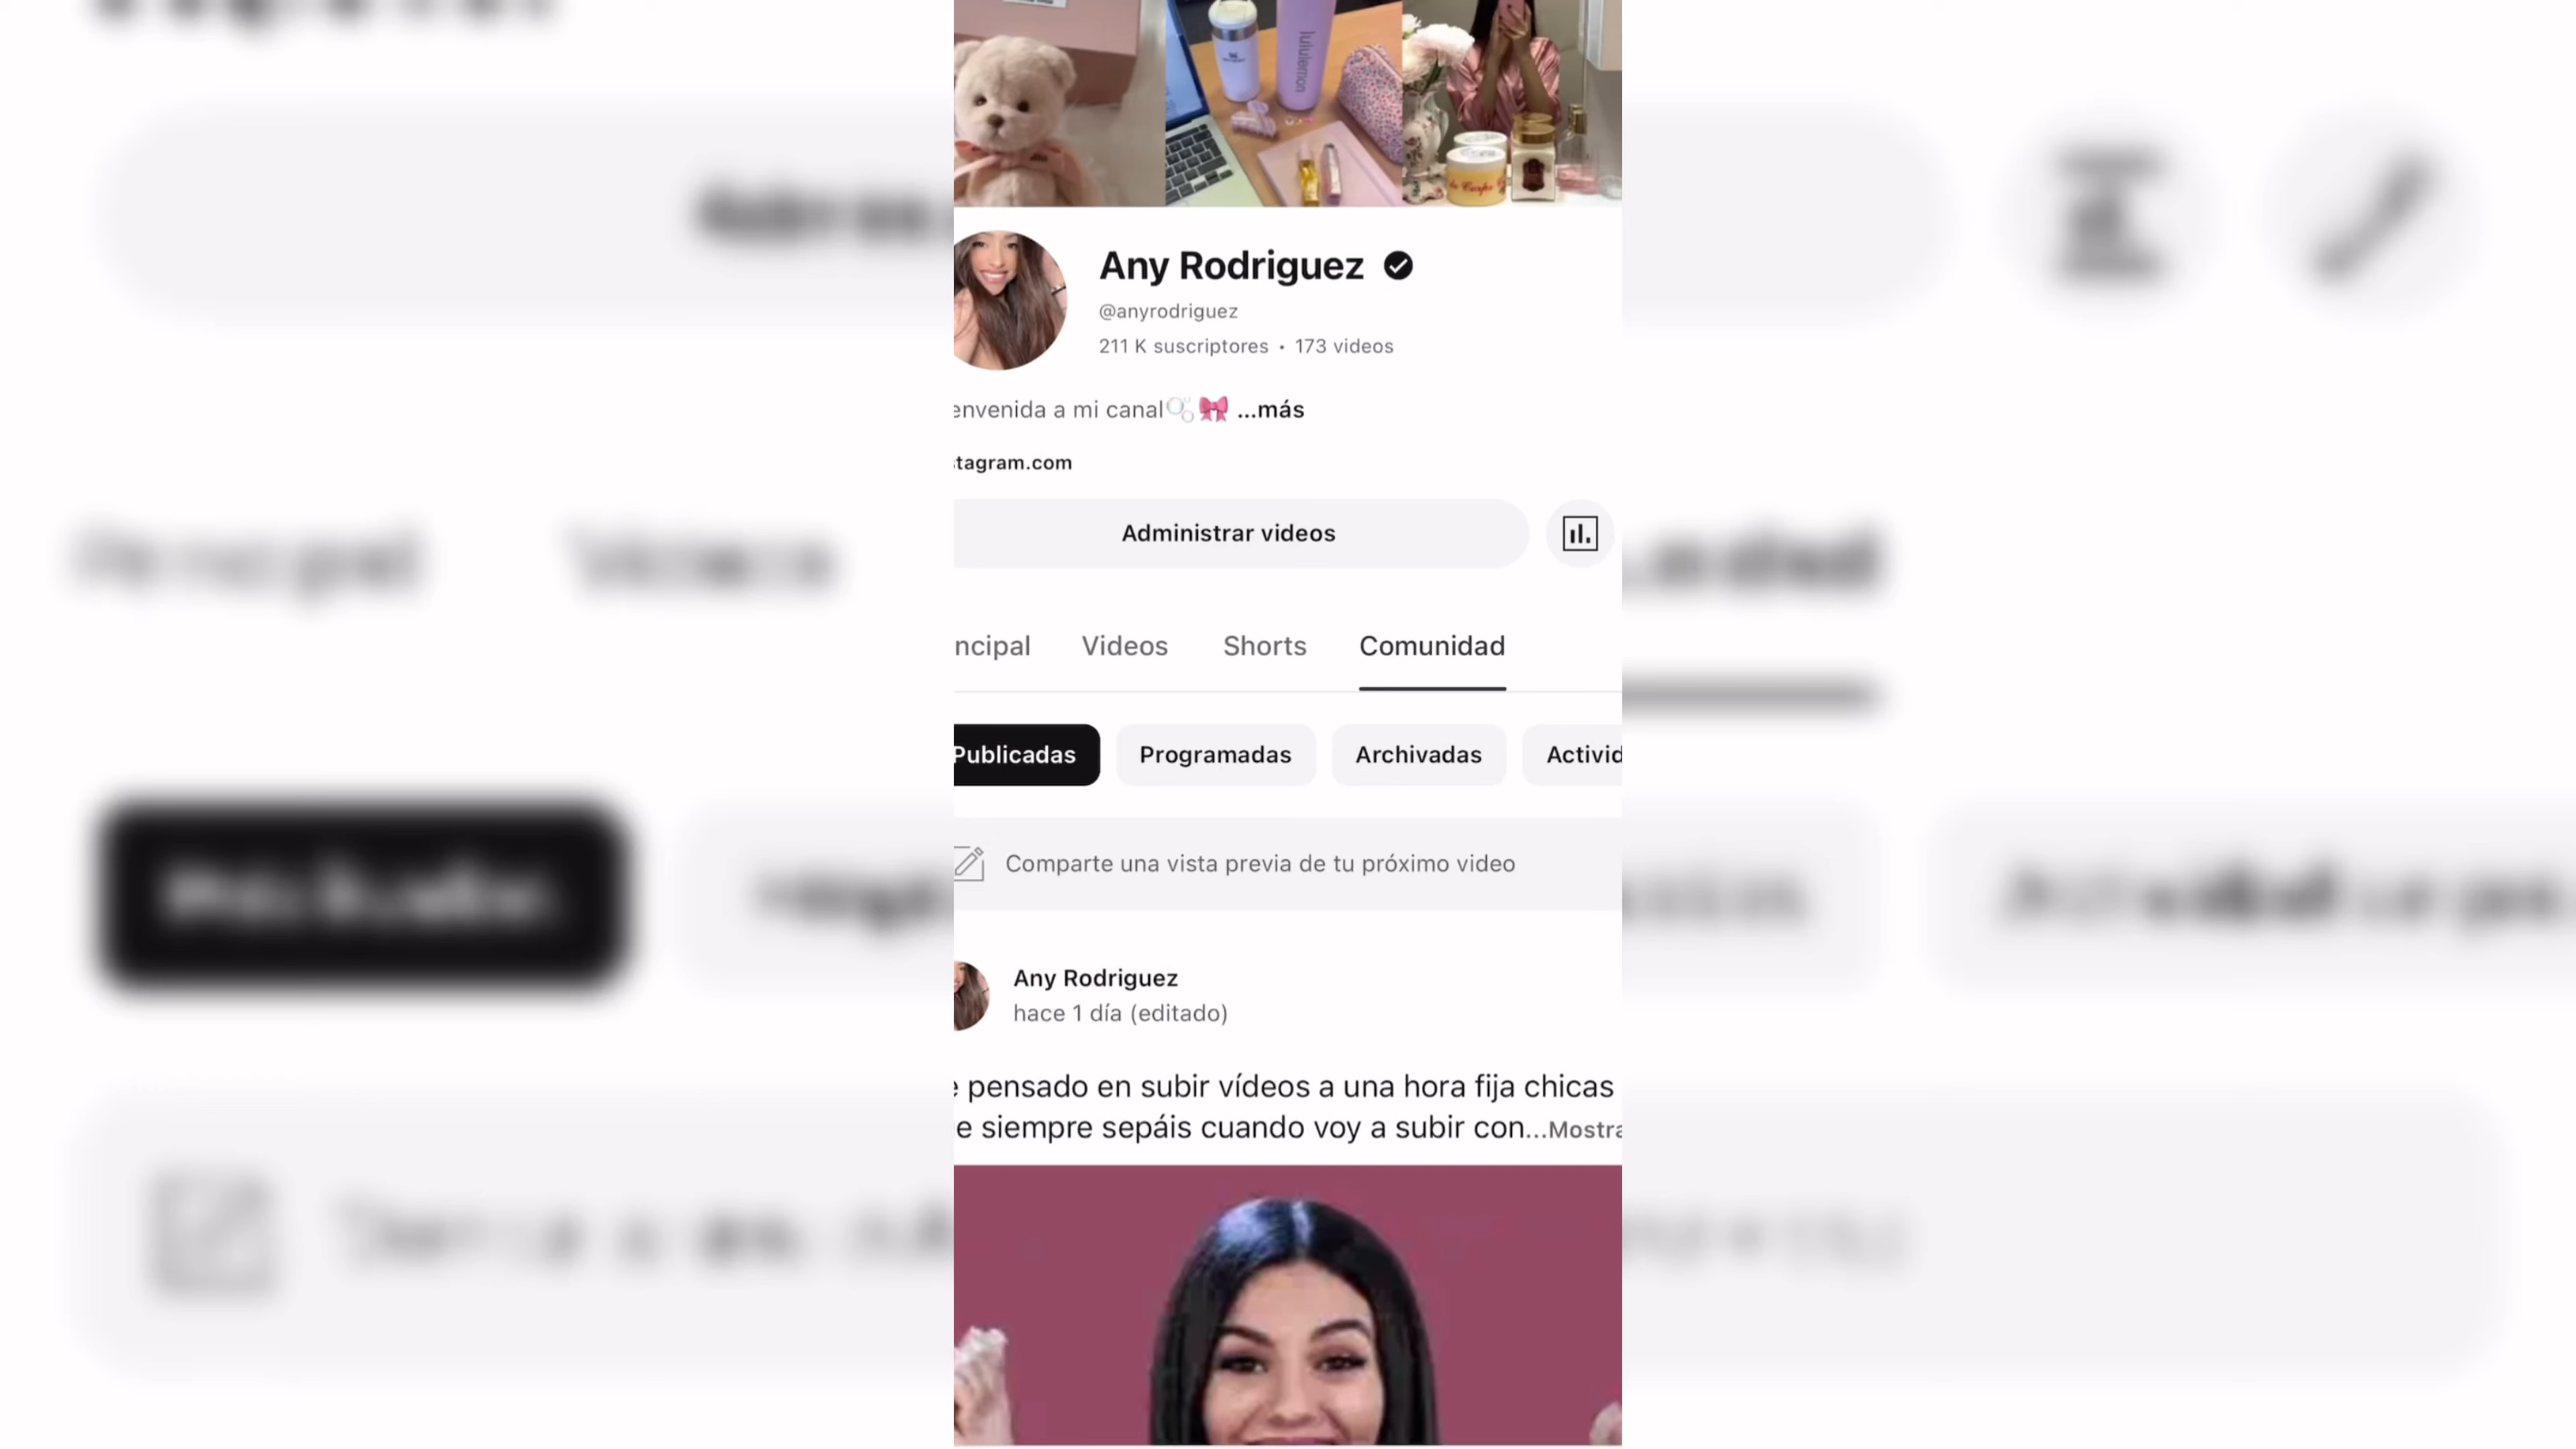 lululemon
Any Rodriguez
@anyrodriguez
211 K suscriptores • 173 videos
envenida a mi canal🫧🎀 ...más
stagram.com
Administrar videos
ncipal Videos Shorts Comunidad
Publicadas Programadas Archivadas Activid
Comparte una vista previa de tu próximo video
Any Rodriguez
hace 1 día (editado)
e pensado en subir vídeos a una hora fija chicas
e siempre sepáis cuando voy a subir con...Mostra